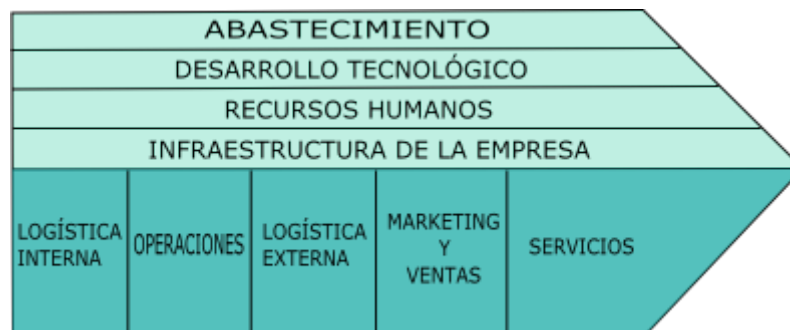 ABASTECIMIENTO
DESARROLLO TECNOLÓGICO
RECURSOS HUMANOS
INFRAESTRUCTURA DE LA EMPRESA
LOGÍSTICA
INTERNA
OPERACIONES
LOGÍSTICA
EXTERNA
MARKETING
Y
VENTAS
SERVICIOS